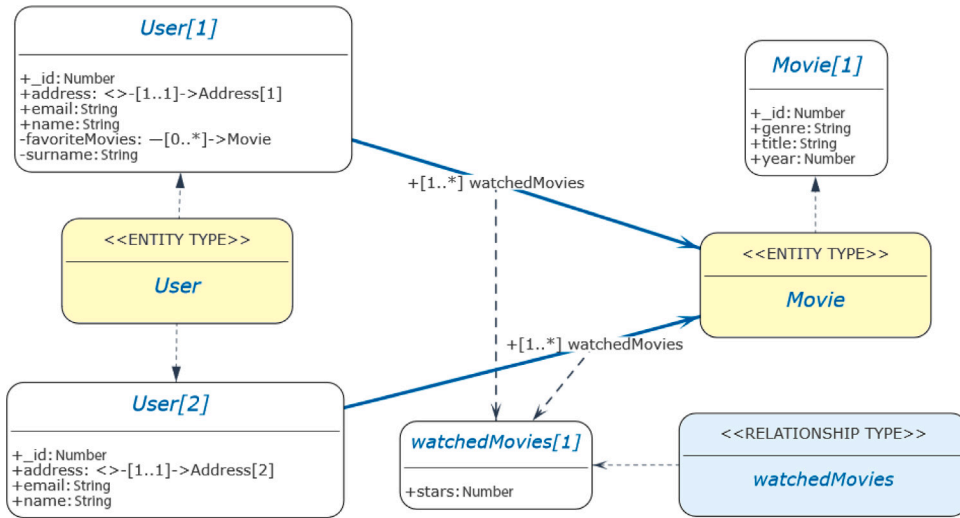 User[1]
+_id: Number
+address: <>-[1..1]->Address[1]
+email: String
+name: String
-favoriteMovies: —[0..*]->Movie
-surname: String
Movie[1]
+_id: Number
+genre: String
+title: String
+year: Number
+[1..*] watchedMovies
<<ENTITY TYPE>>
User
<<ENTITY TYPE>>
Movie
+[1..*] watchedMovies
User[2]
+_id: Number
+address: <>-[1..1]->Address[2]
+email: String
+name: String
watchedMovies[1]
+stars: Number
<<RELATIONSHIP TYPE>>
watchedMovies